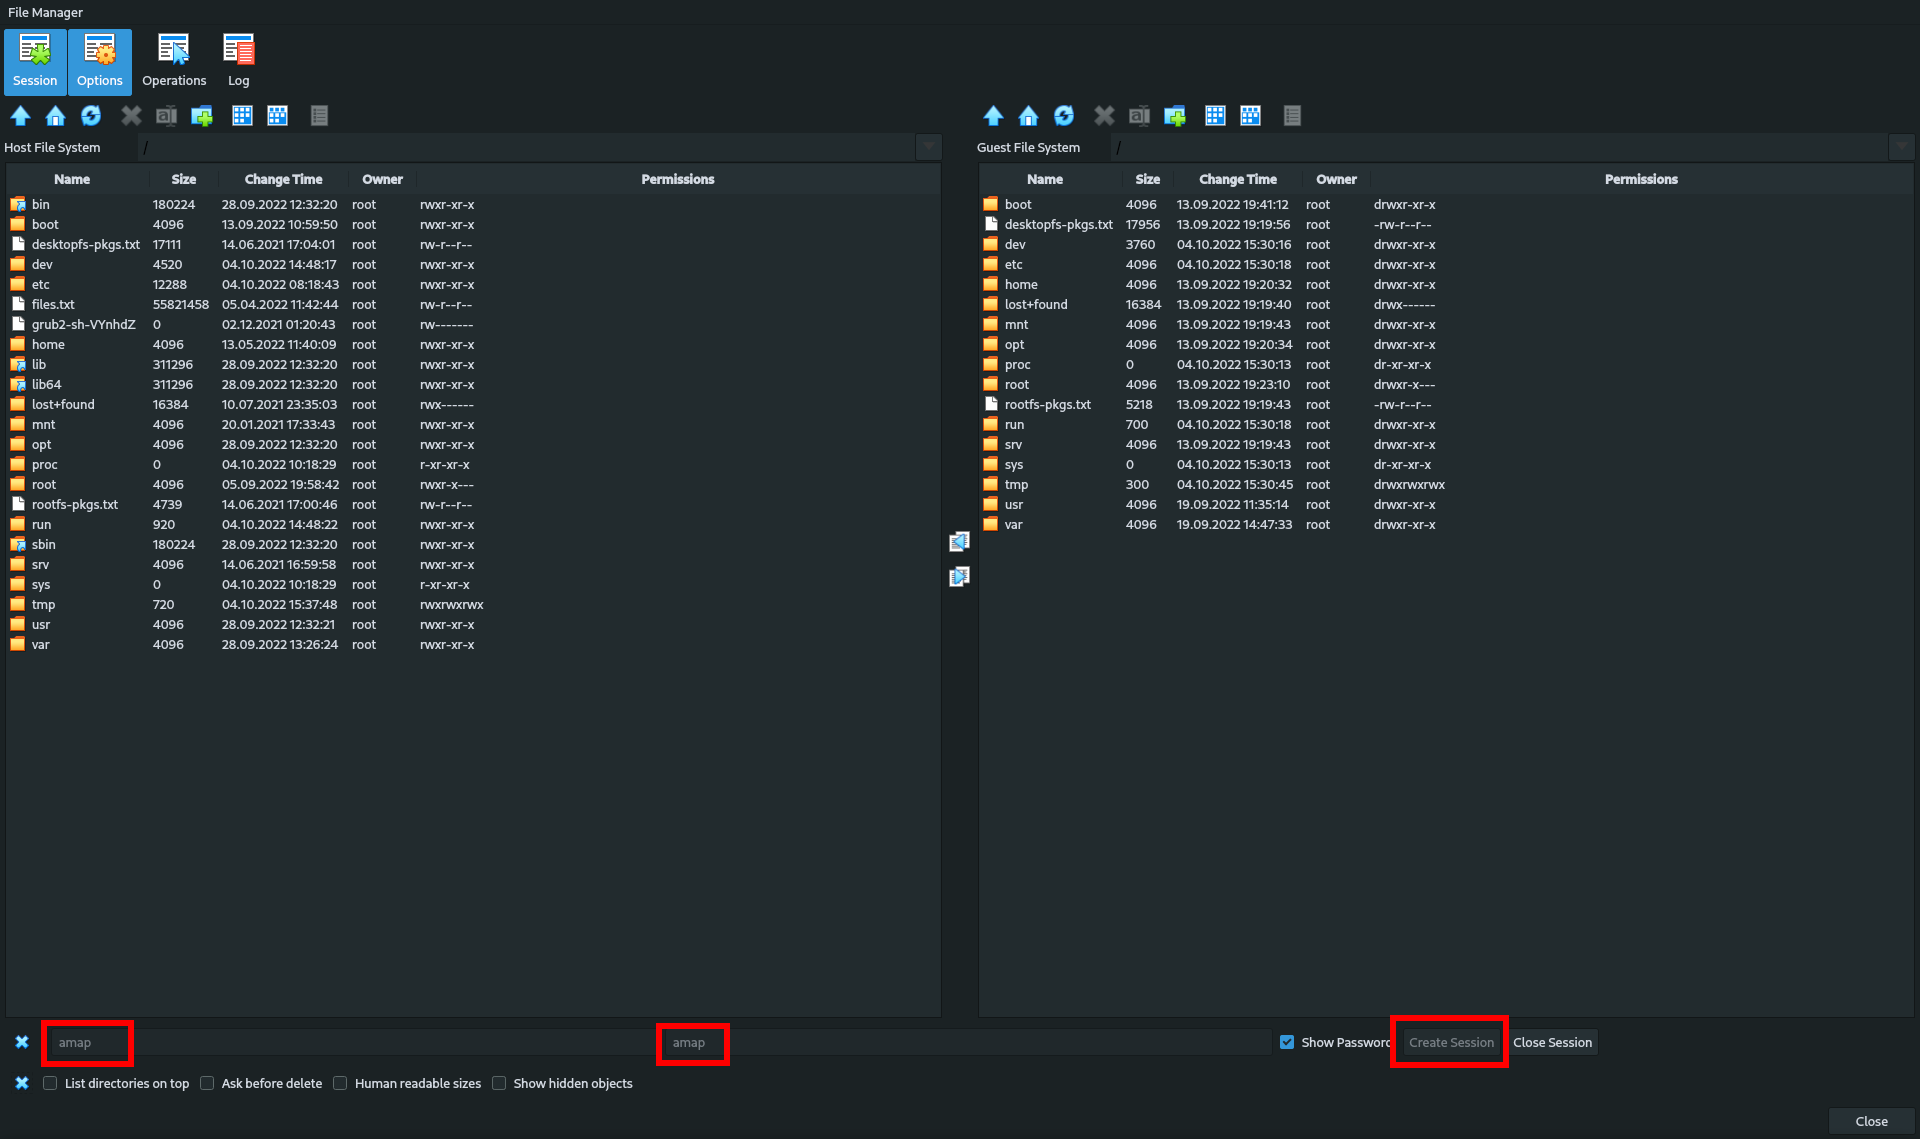 File Manager
Session Options Operations Log
Host File System /
Name Size Change Time Owner Permissions
bin 180224 28.09.2022 12:32:20 root rwxr-xr-x
boot 4096 13.09.2022 10:59:50 root rwxr-xr-x
desktopfs-pkgs.txt 17111 14.06.2021 17:04:01 root rw-r--r--
dev 4520 04.10.2022 14:48:17 root rwxr-xr-x
etc 12288 04.10.2022 08:18:43 root rwxr-xr-x
files.txt 55821458 05.04.2022 11:42:44 root rw-r--r--
grub2-sh-VYnhdZ 0 02.12.2021 01:20:43 root rw-------
home 4096 13.05.2022 11:40:09 root rwxr-xr-x
lib 311296 28.09.2022 12:32:20 root rwxr-xr-x
lib64 311296 28.09.2022 12:32:20 root rwxr-xr-x
lost+found 16384 10.07.2021 23:35:03 root rwx------
mnt 4096 20.01.2021 17:33:43 root rwxr-xr-x
opt 4096 28.09.2022 12:32:20 root rwxr-xr-x
proc 0 04.10.2022 10:18:29 root r-xr-xr-x
root 4096 05.09.2022 19:58:42 root rwxr-x---
rootfs-pkgs.txt 4739 14.06.2021 17:00:46 root rw-r--r--
run 920 04.10.2022 14:48:22 root rwxr-xr-x
sbin 180224 28.09.2022 12:32:20 root rwxr-xr-x
srv 4096 14.06.2021 16:59:58 root rwxr-xr-x
sys 0 04.10.2022 10:18:29 root r-xr-xr-x
tmp 720 04.10.2022 15:37:48 root rwxrwxrwx
usr 4096 28.09.2022 12:32:21 root rwxr-xr-x
var 4096 28.09.2022 13:26:24 root rwxr-xr-x
Guest File System /
Name Size Change Time Owner Permissions
boot 4096 13.09.2022 19:41:12 root drwxr-xr-x
desktopfs-pkgs.txt 17956 13.09.2022 19:19:56 root -rw-r--r--
dev 3760 04.10.2022 15:30:16 root drwxr-xr-x
etc 4096 04.10.2022 15:30:18 root drwxr-xr-x
home 4096 13.09.2022 19:20:32 root drwxr-xr-x
lost+found 16384 13.09.2022 19:19:40 root drwx------
mnt 4096 13.09.2022 19:19:43 root drwxr-xr-x
opt 4096 13.09.2022 19:20:34 root drwxr-xr-x
proc 0 04.10.2022 15:30:13 root dr-xr-xr-x
root 4096 13.09.2022 19:23:10 root drwxr-x---
rootfs-pkgs.txt 5218 13.09.2022 19:19:43 root -rw-r--r--
run 700 04.10.2022 15:30:18 root drwxr-xr-x
srv 4096 13.09.2022 19:19:43 root drwxr-xr-x
sys 0 04.10.2022 15:30:13 root dr-xr-xr-x
tmp 300 04.10.2022 15:30:45 root drwxrwxrwx
usr 4096 19.09.2022 11:35:14 root drwxr-xr-x
var 4096 19.09.2022 14:47:33 root drwxr-xr-x
amap amap Show Password Create Session Close Session
List directories on top Ask before delete Human readable sizes Show hidden objects
Close